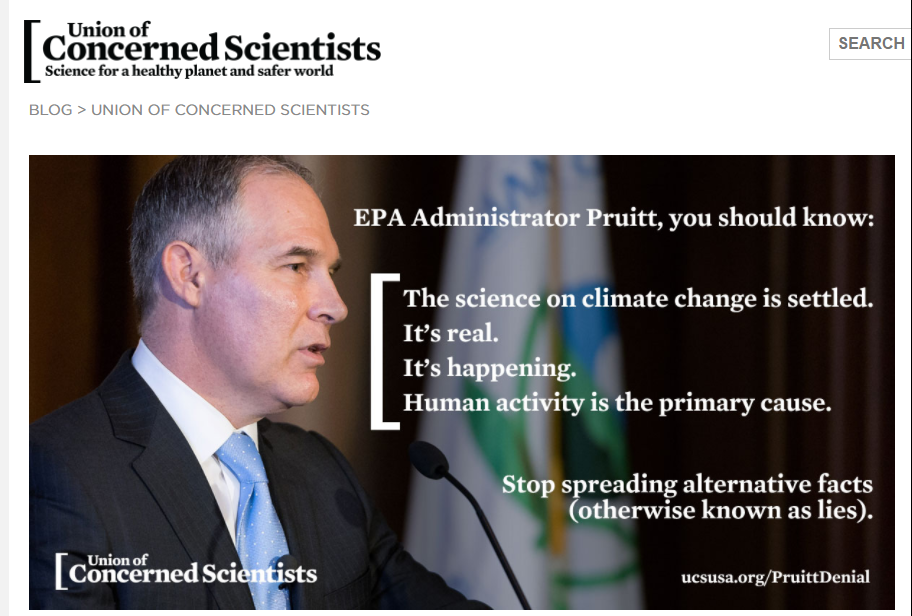 Union of
Concerned Scientists
Science for a healthy planet and safer world
SEARCH
BLOG > UNION OF CONCERNED SCIENTISTS
EPA Administrator Pruitt, you should know:
The science on climate change is settled.
It's real.
It's happening.
Human activity is the primary cause.
Stop spreading alternative facts
(otherwise known as lies).
Union of
Concerned Scientists
ucsusa.org/PruittDenial